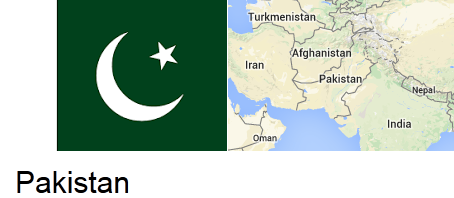 Turkmenistan
Afghanistan
Iran
Pakistan
Nepal
India
Oman
Pakistan